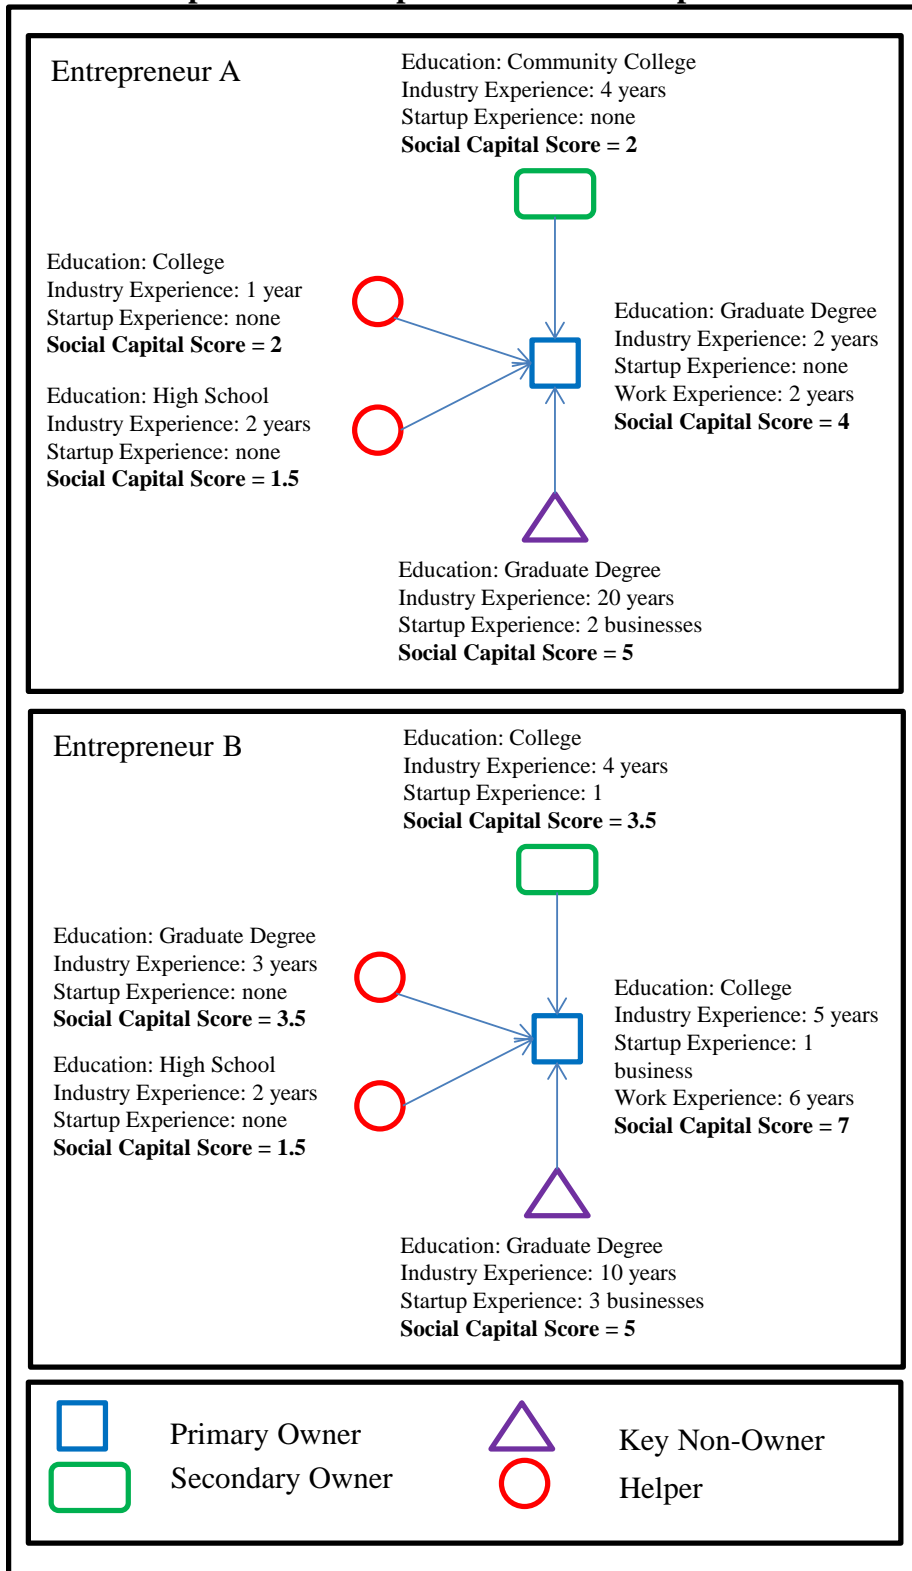 Entrepreneur A
Education: Community College
Industry Experience: 4 years
Startup Experience: none
Social Capital Score = 2
Education: College
Industry Experience: 1 year
Startup Experience: none
Social Capital Score = 2
Education: High School
Industry Experience: 2 years
Startup Experience: none
Social Capital Score = 1.5
Education: Graduate Degree
Industry Experience: 2 years
Startup Experience: none
Work Experience: 2 years
Social Capital Score = 4
Education: Graduate Degree
Industry Experience: 20 years
Startup Experience: 2 businesses
Social Capital Score = 5
Entrepreneur B
Education: College
Industry Experience: 4 years
Startup Experience: 1
Social Capital Score = 3.5
Education: Graduate Degree
Industry Experience: 3 years
Startup Experience: none
Social Capital Score = 3.5
Education: High School
Industry Experience: 2 years
Startup Experience: none
Social Capital Score = 1.5
Education: College
Industry Experience: 5 years
Startup Experience: 1
business
Work Experience: 6 years
Social Capital Score = 7
Education: Graduate Degree
Industry Experience: 10 years
Startup Experience: 3 businesses
Social Capital Score = 5
Primary Owner
Secondary Owner
Key Non-Owner
Helper